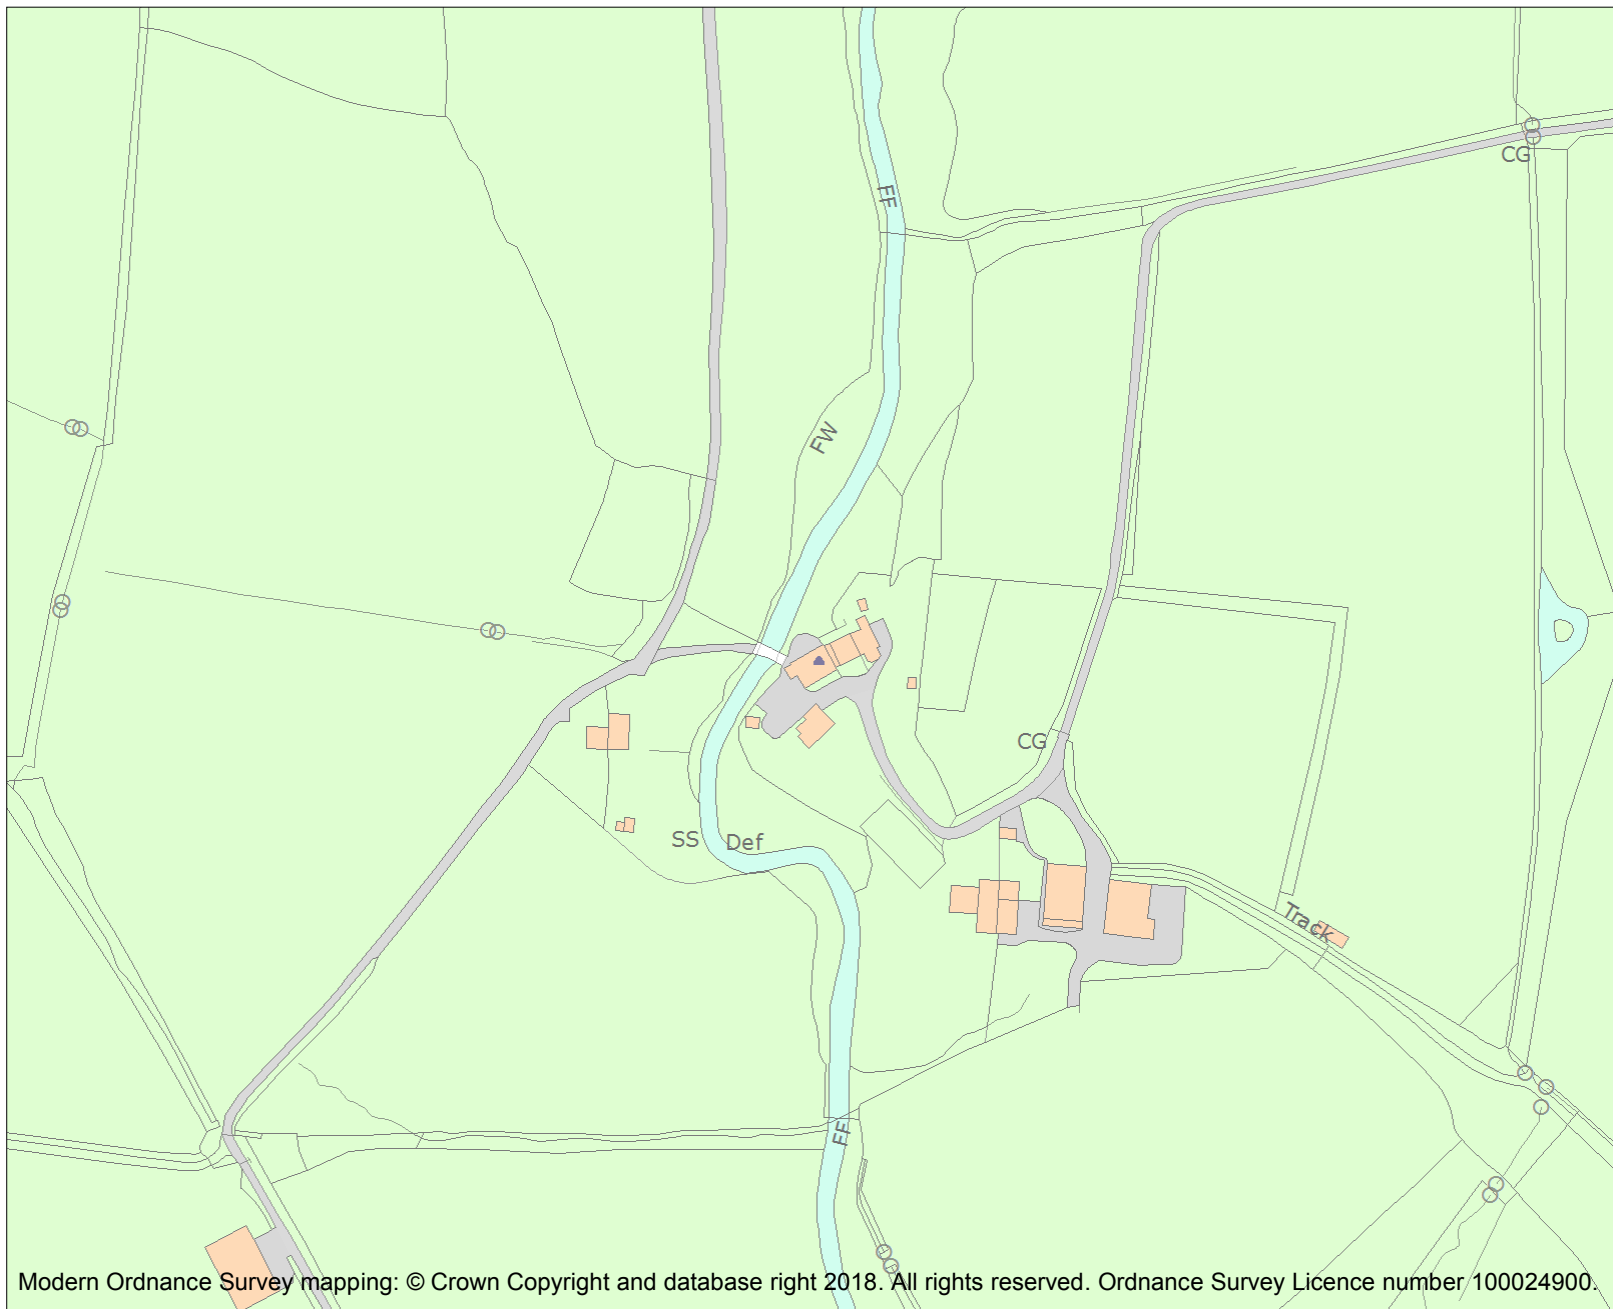 CG
FF
FW
CG
SS Def
Track
FF
Modern Ordnance Survey mapping: © Crown Copyright and database right 2018. All rights reserved. Ordnance Survey Licence number 100024900.